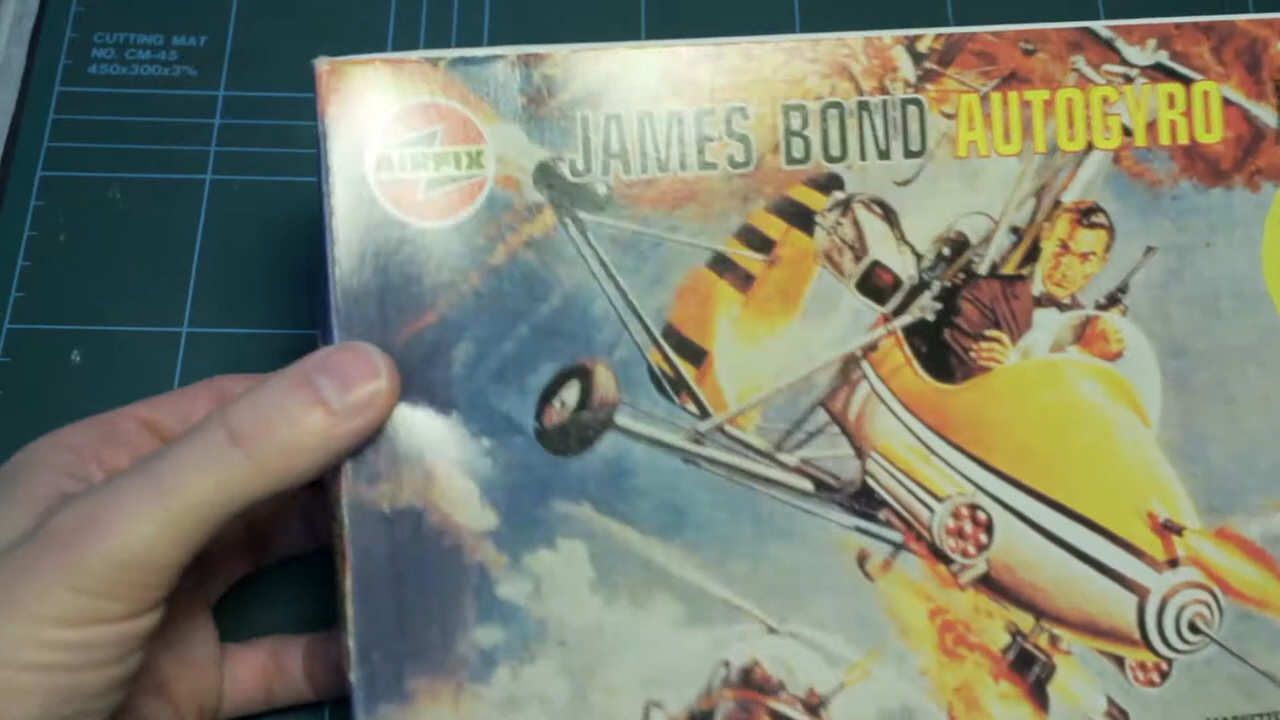 CUTTING MAT
NO. CM-45
450x300x3%
AIRFIX
JAMES BOND AUTOGYRO